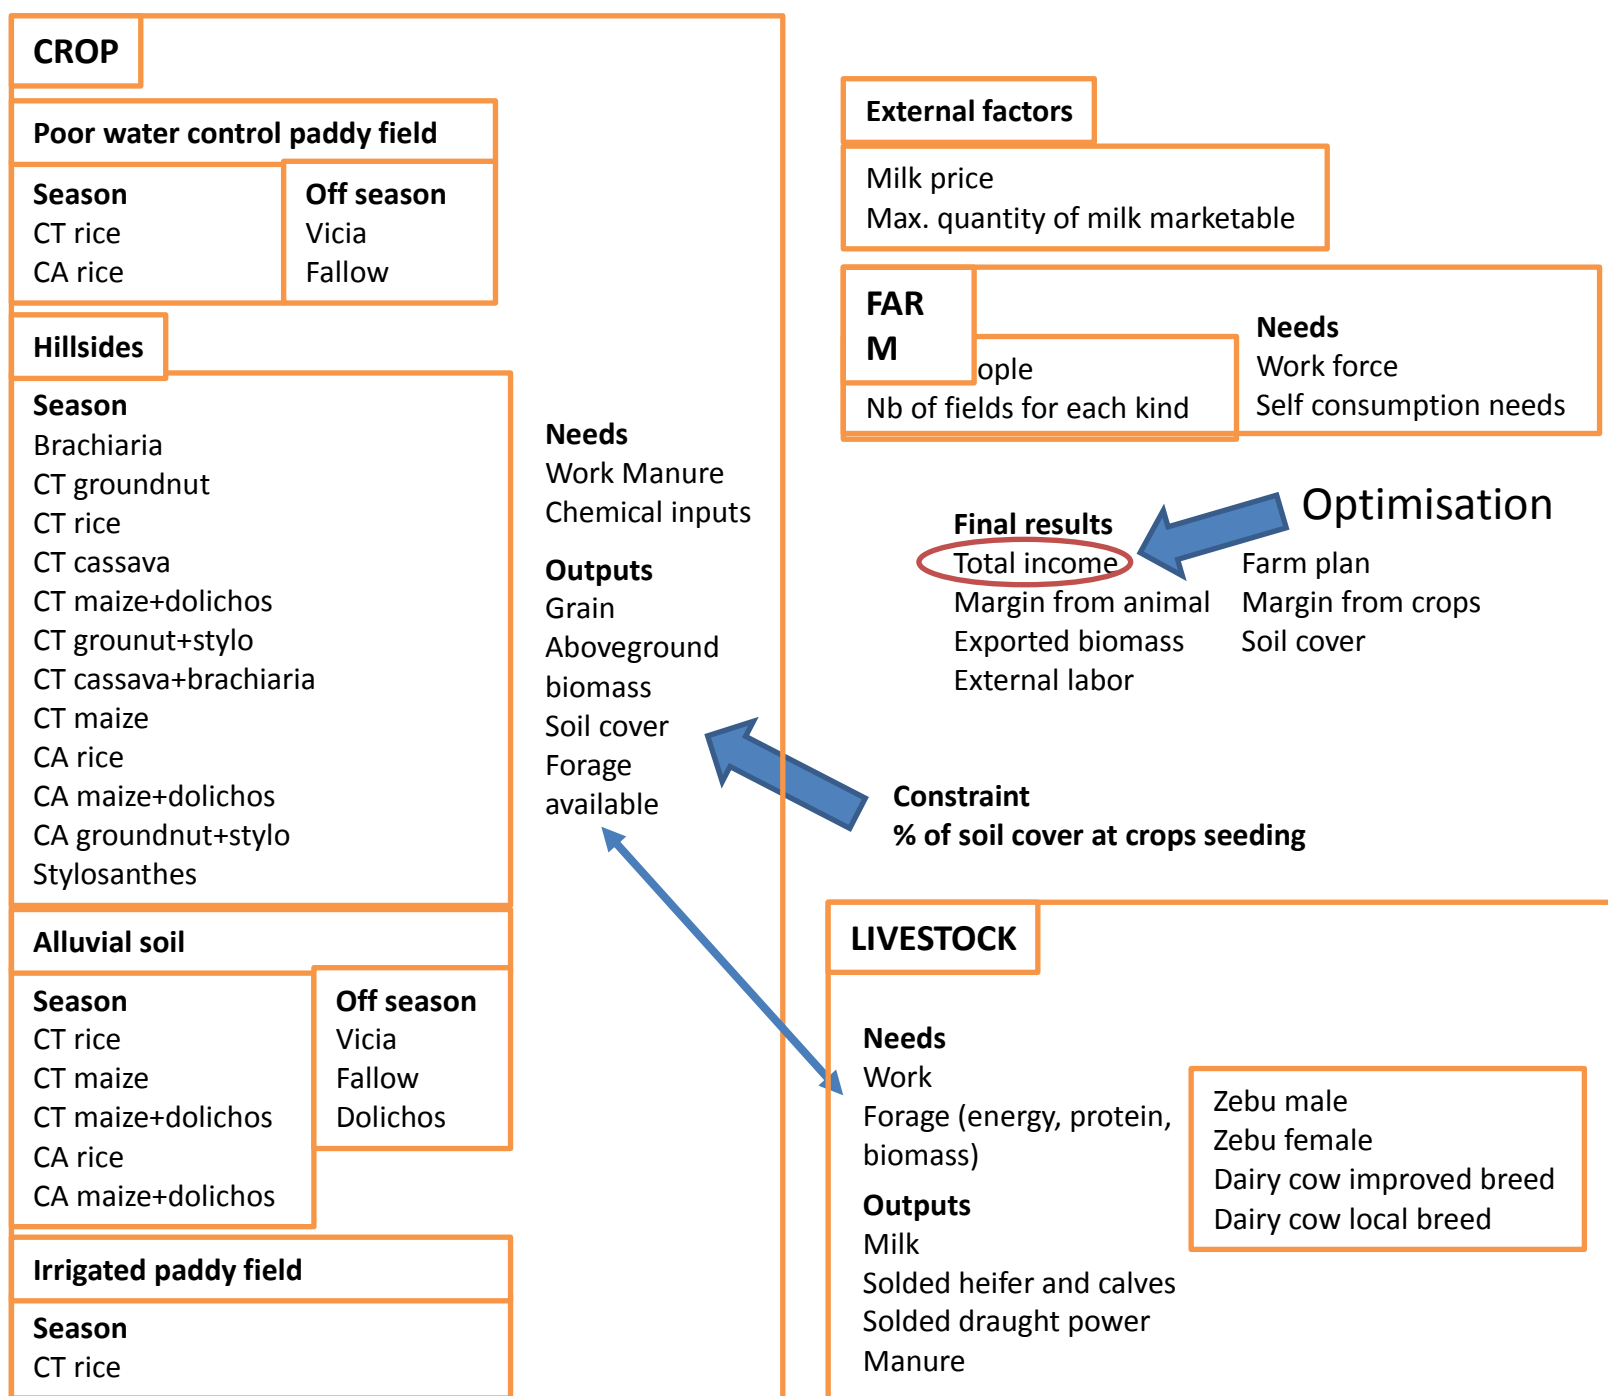 CROP
Poor water control paddy field
Season
CT rice
CA rice
Off season
Vicia
Fallow
Hillsides
Season
Brachiaria
CT groundnut
CT rice
CT cassava
CT maize+dolichos
CT grounut+stylo
CT cassava+brachiaria
CT maize
CA rice
CA maize+dolichos
CA groundnut+stylo
Stylosanthes
Alluvial soil
Season
CT rice
CT maize
CT maize+dolichos
CA rice
CA maize+dolichos
Off season
Vicia
Fallow
Dolichos
Irrigated paddy field
Season
CT rice
Needs
Work Manure
Chemical inputs
Outputs
Grain
Aboveground
biomass
Soil cover
Forage
available
External factors
Milk price
Max. quantity of milk marketable
FAR
M
ople
Nb of fields for each kind
Needs
Work force
Self consumption needs
Optimisation
Final results
Total income
Margin from animal
Exported biomass
External labor
Farm plan
Margin from crops
Soil cover
Constraint
% of soil cover at crops seeding
LIVESTOCK
Needs
Work
Forage (energy, protein,
biomass)
Outputs
Milk
Solded heifer and calves
Solded draught power
Manure
Zebu male
Zebu female
Dairy cow improved breed
Dairy cow local breed